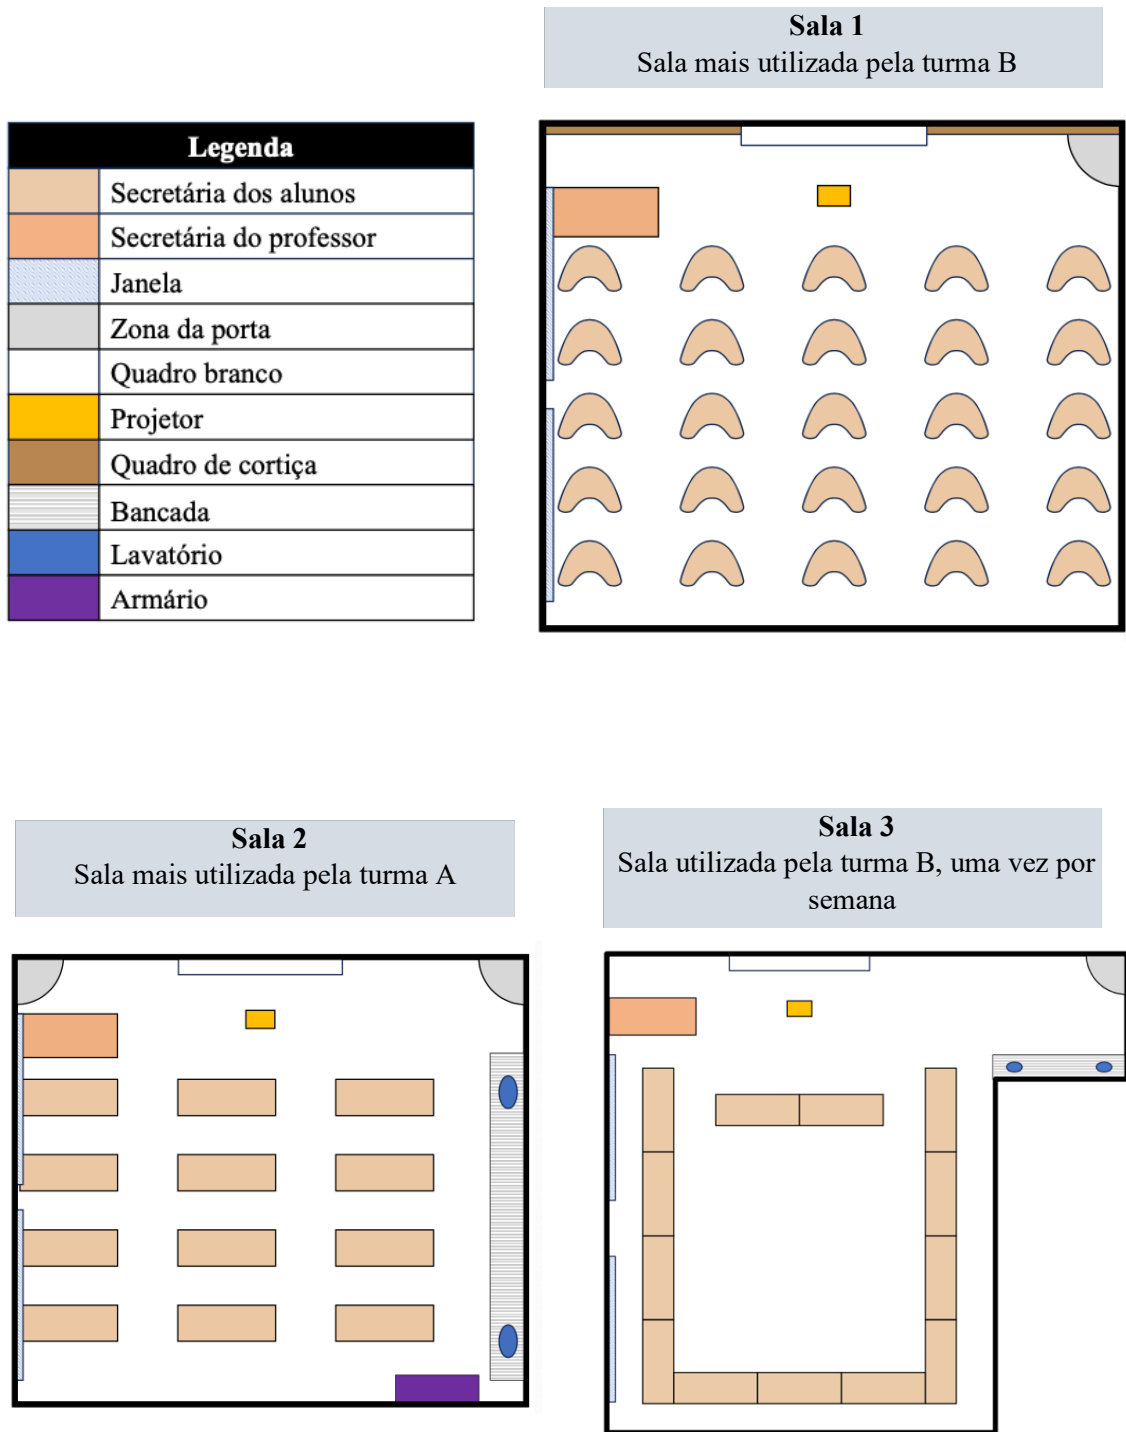 Sala 1
Sala mais utilizada pela turma B
Legenda
Secretária dos alunos
Secretária do professor
Janela
Zona da porta
Quadro branco
Projetor
Quadro de cortiça
Bancada
Lavatório
Armário
Sala 2
Sala mais utilizada pela turma A
Sala 3
Sala utilizada pela turma B, uma vez por
semana